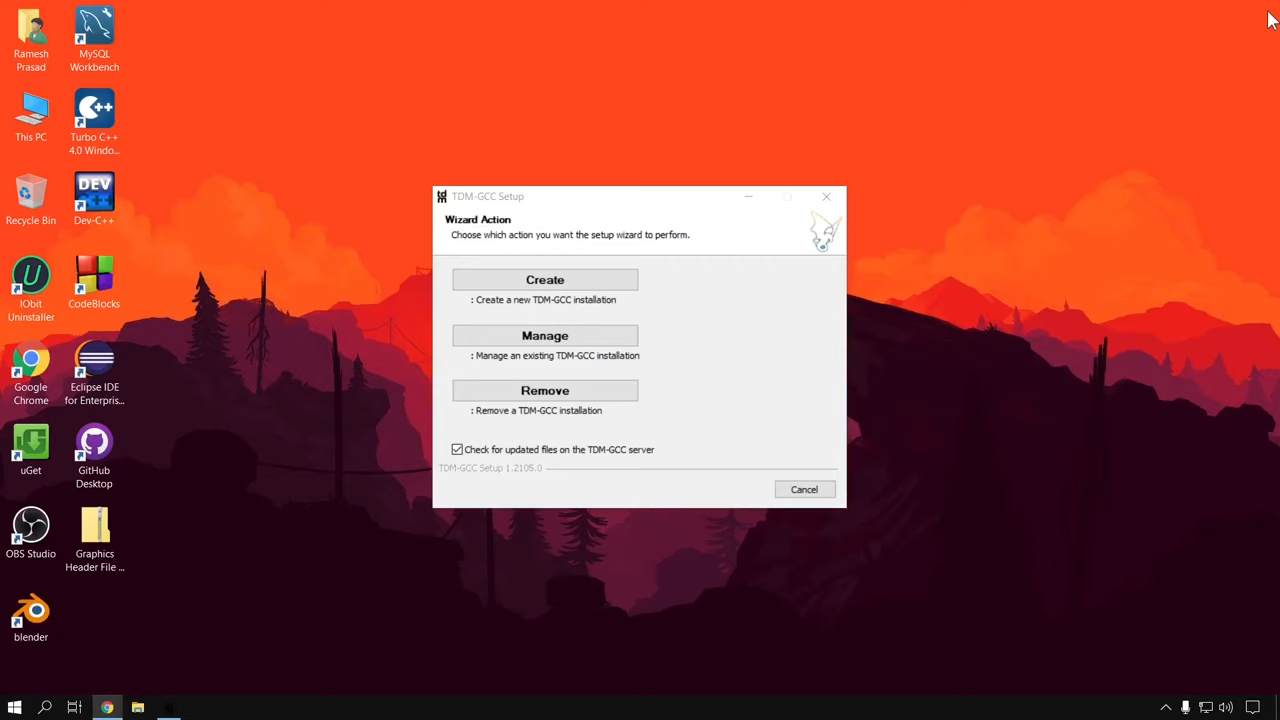 Ramesh
Prasad
MySQL
Workbench
This PC
Turbo C++
4.0 Windo...
DEV
C++
Recycle Bin
Dev-C++
IObit
Uninstaller
CodeBlocks
Google
Chrome
Eclipse IDE
for Enterpris...
uGet
GitHub
Desktop
OBS Studio
Graphics
Header File ...
blender
tdm
TDM-GCC Setup
Wizard Action
Choose which action you want the setup wizard to perform.
Create
: Create a new TDM-GCC installation
Manage
: Manage an existing TDM-GCC installation
Remove
: Remove a TDM-GCC installation
Check for updated files on the TDM-GCC server
TDM-GCC Setup 1.2105.0
Cancel